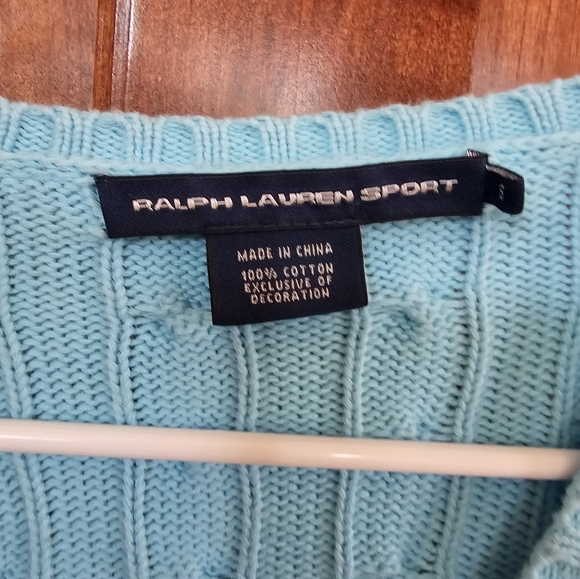 RALPH LAUREN SPORT
S
MADE IN CHINA
100% COTTON
EXCLUSIVE OF
DECORATION